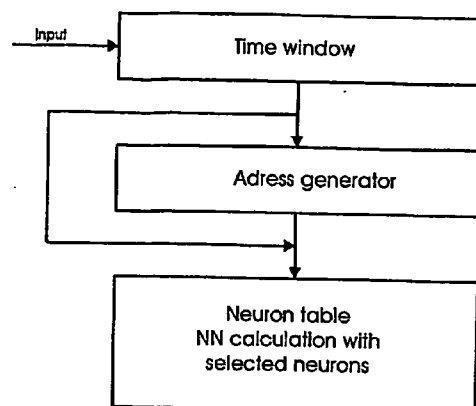 Input
Time window
Adress generator
Neuron table
NN calculation with
selected neurons